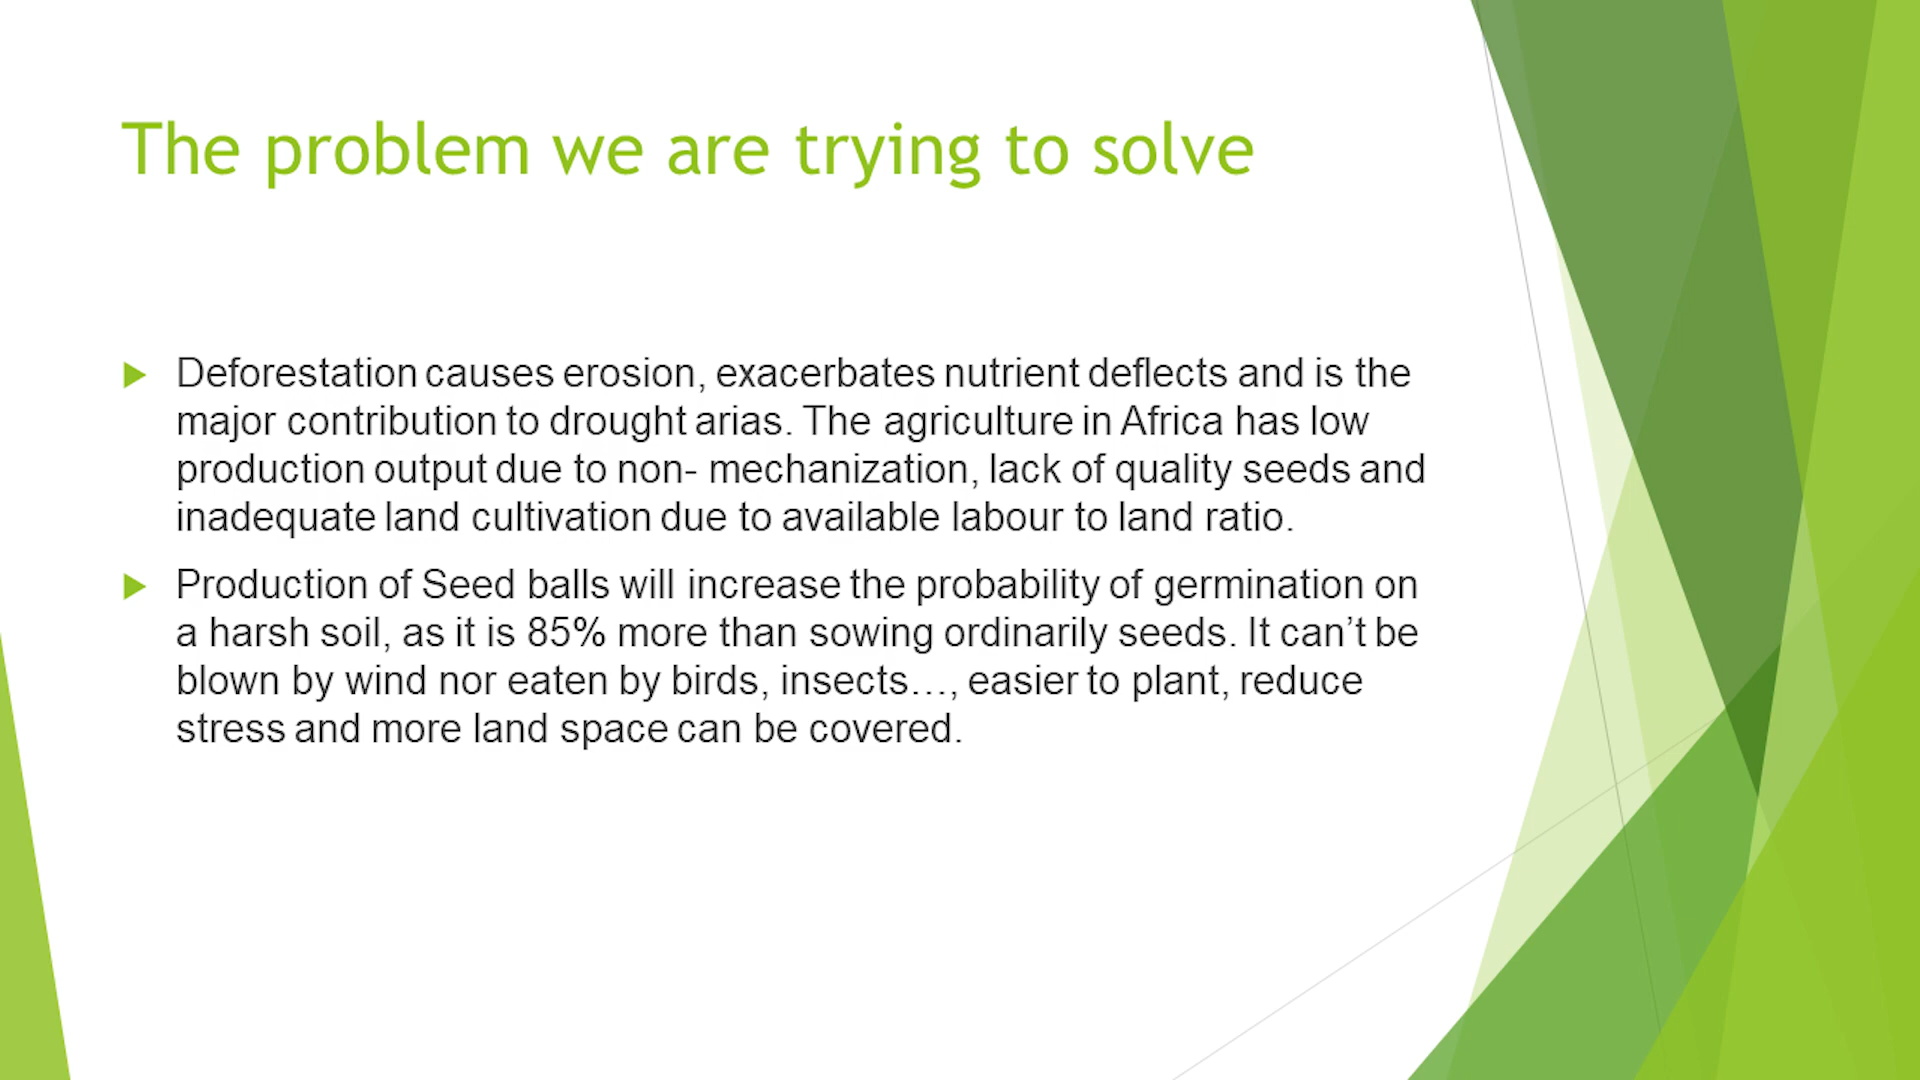 The problem we are trying to solve
Deforestation causes erosion, exacerbates nutrient deflects and is the
major contribution to drought arias. The agriculture in Africa has low
production output due to non- mechanization, lack of quality seeds and
inadequate land cultivation due to available labour to land ratio.
Production of Seed balls will increase the probability of germination on
a harsh soil, as it is 85% more than sowing ordinarily seeds. It can’t be
blown by wind nor eaten by birds, insects…, easier to plant, reduce
stress and more land space can be covered.